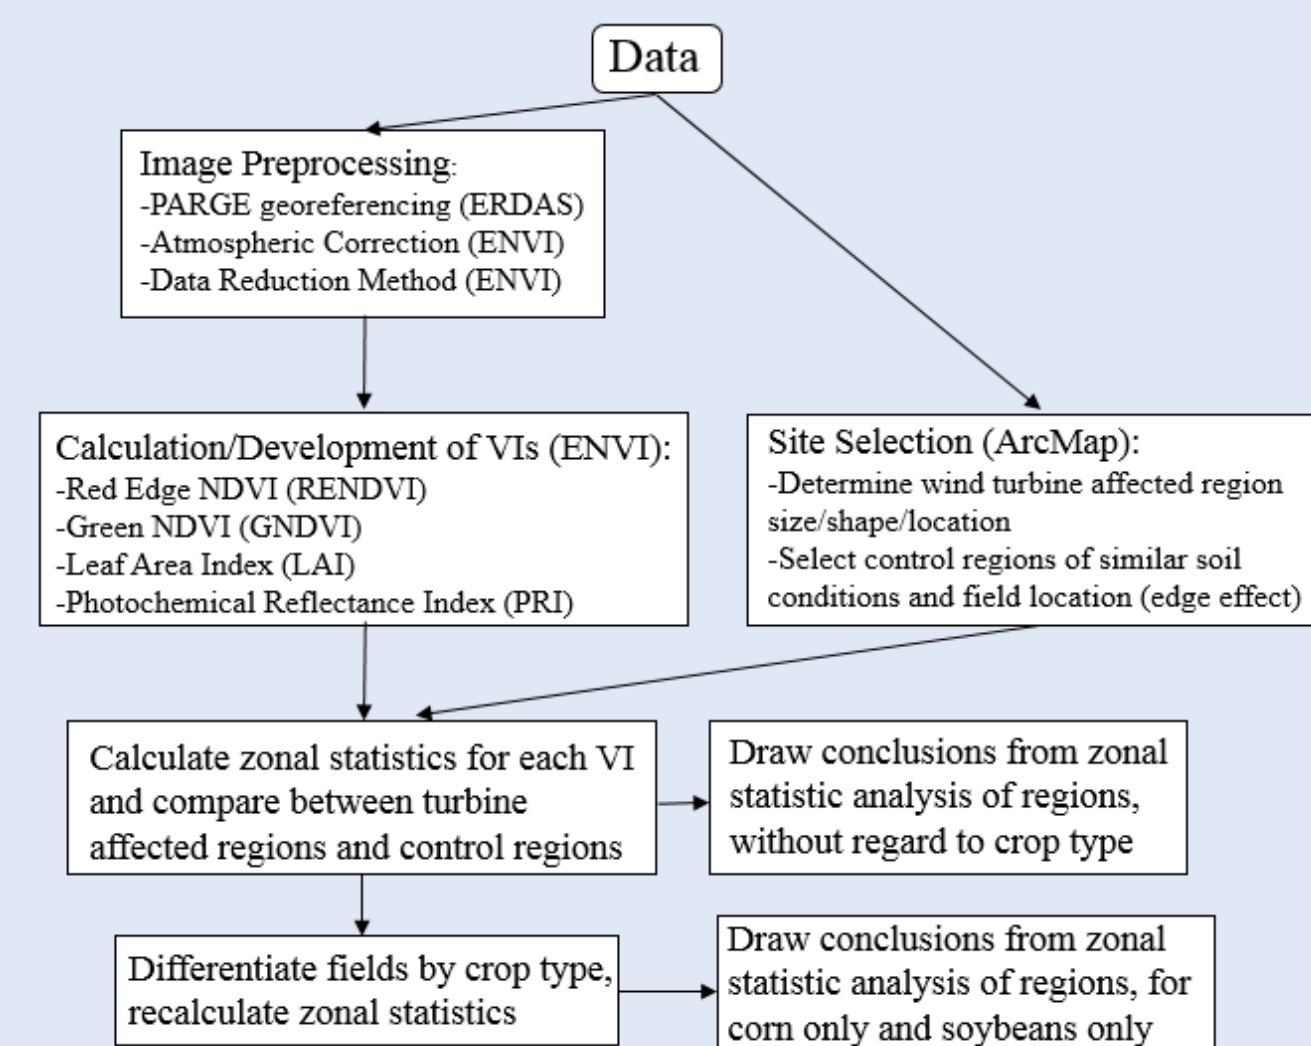 Data
Image Preprocessing:
-PARGE georeferencing (ERDAS)
-Atmospheric Correction (ENVI)
-Data Reduction Method (ENVI)
Calculation/Development of VIs (ENVI):
-Red Edge NDVI (RENDVI)
-Green NDVI (GNDVI)
-Leaf Area Index (LAI)
-Photochemical Reflectance Index (PRI)
Site Selection (ArcMap):
-Determine wind turbine affected region
size/shape/location
-Select control regions of similar soil
conditions and field location (edge effect)
Calculate zonal statistics for each VI
and compare between turbine
affected regions and control regions
Draw conclusions from zonal
statistic analysis of regions,
without regard to crop type
Differentiate fields by crop type,
recalculate zonal statistics
Draw conclusions from zonal
statistic analysis of regions, for
corn only and soybeans only